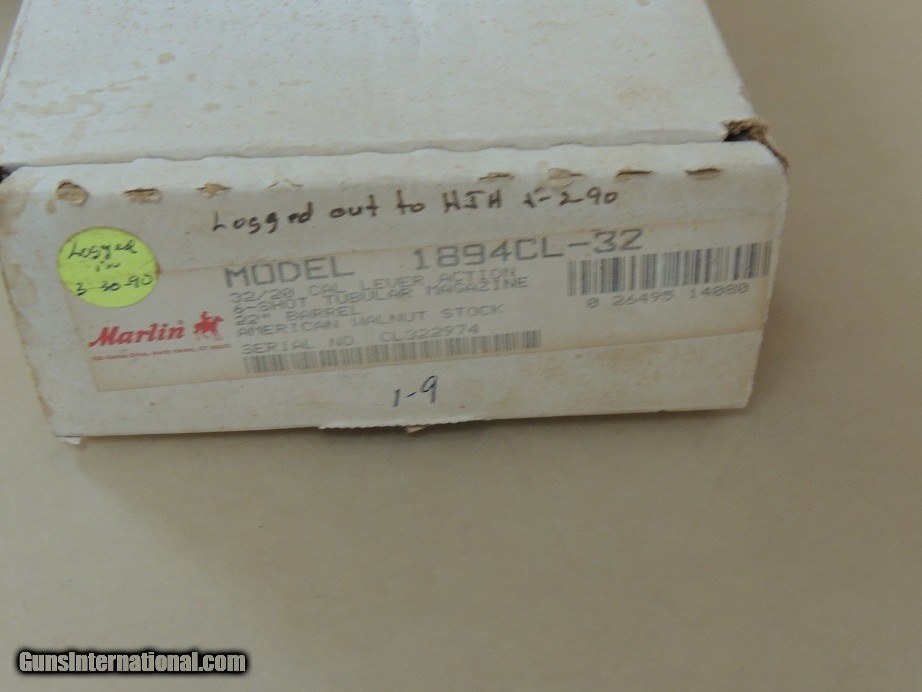 Logged out to HJH 5-2-90
Logged
in
3-30-90
MODEL 1894CL-32
32/20 CAL LEVER ACTION
6-SHOT TUBULAR MAGAZINE
22" BARREL
AMERICAN WALNUT STOCK
SERIAL NO. CL322974
0 26495 14080
Marlin
1-9
GunsInternational.com